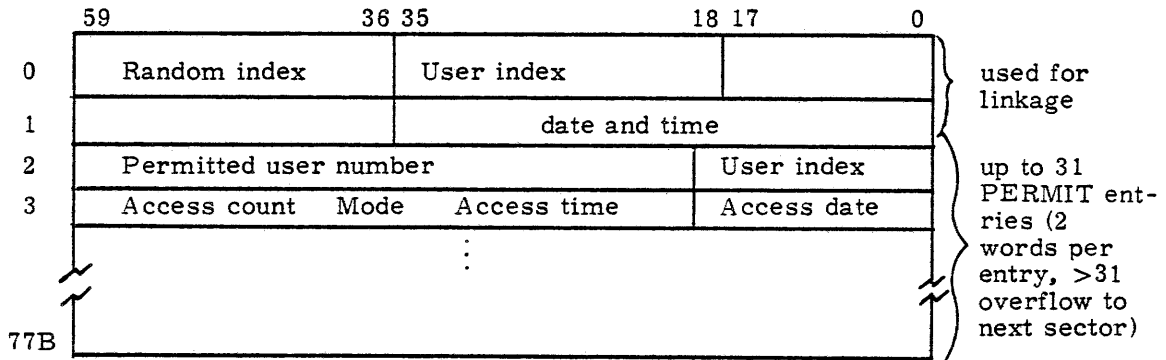 59 36 35 18 17 0
0 Random index User index
used for
linkage
1 date and time
2 Permitted user number User index
3 Access count Mode Access time Access date
up to 31
PERMIT ent-
ries (2
words per
entry, >31
overflow to
next sector)
77B